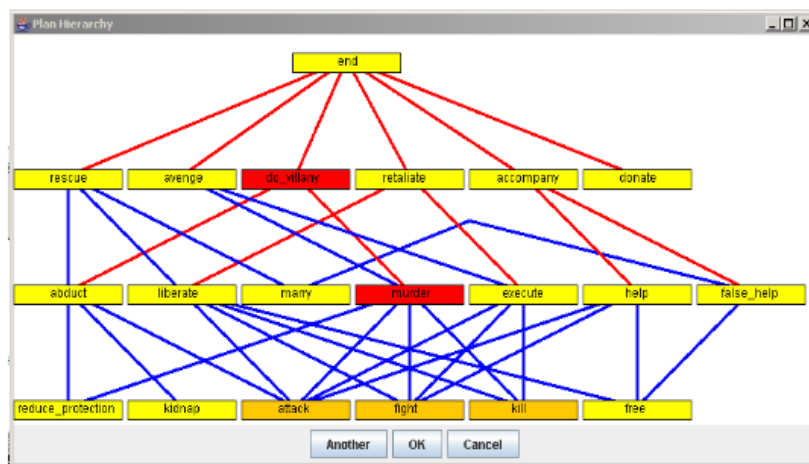 Plan Hierarchy
end
rescue avenge do_villany retaliate accompany donate
abduct liberate marry murder execute help false_help
reduce_protection kidnap attack fight kill free
Another OK Cancel